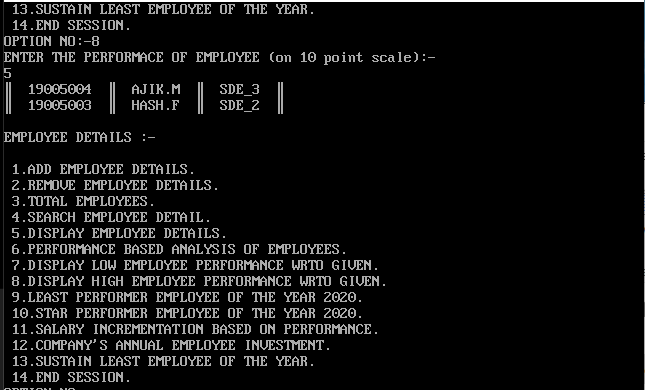 13.SUSTAIN LEAST EMPLOYEE OF THE YEAR.
14.END SESSION.
OPTION NO:-8
ENTER THE PERFORMACE OF EMPLOYEE (on 10 point scale):-
5
║ 19005004 ║ AJIK.M ║ SDE_3 ║
║ 19005003 ║ HASH.F ║ SDE_2 ║
EMPLOYEE DETAILS :-
1.ADD EMPLOYEE DETAILS.
2.REMOVE EMPLOYEE DETAILS.
3.TOTAL EMPLOYEES.
4.SEARCH EMPLOYEE DETAIL.
5.DISPLAY EMPLOYEE DETAILS.
6.PERFORMANCE BASED ANALYSIS OF EMPLOYEES.
7.DISPLAY LOW EMPLOYEE PERFORMANCE WRTO GIVEN.
8.DISPLAY HIGH EMPLOYEE PERFORMANCE WRTO GIVEN.
9.LEAST PERFORMER EMPLOYEE OF THE YEAR 2020.
10.STAR PERFORMER EMPLOYEE OF THE YEAR 2020.
11.SALARY INCREMENTATION BASED ON PERFORMANCE.
12.COMPANY'S ANNUAL EMPLOYEE INVESTMENT.
13.SUSTAIN LEAST EMPLOYEE OF THE YEAR.
14.END SESSION.
OPTION NO